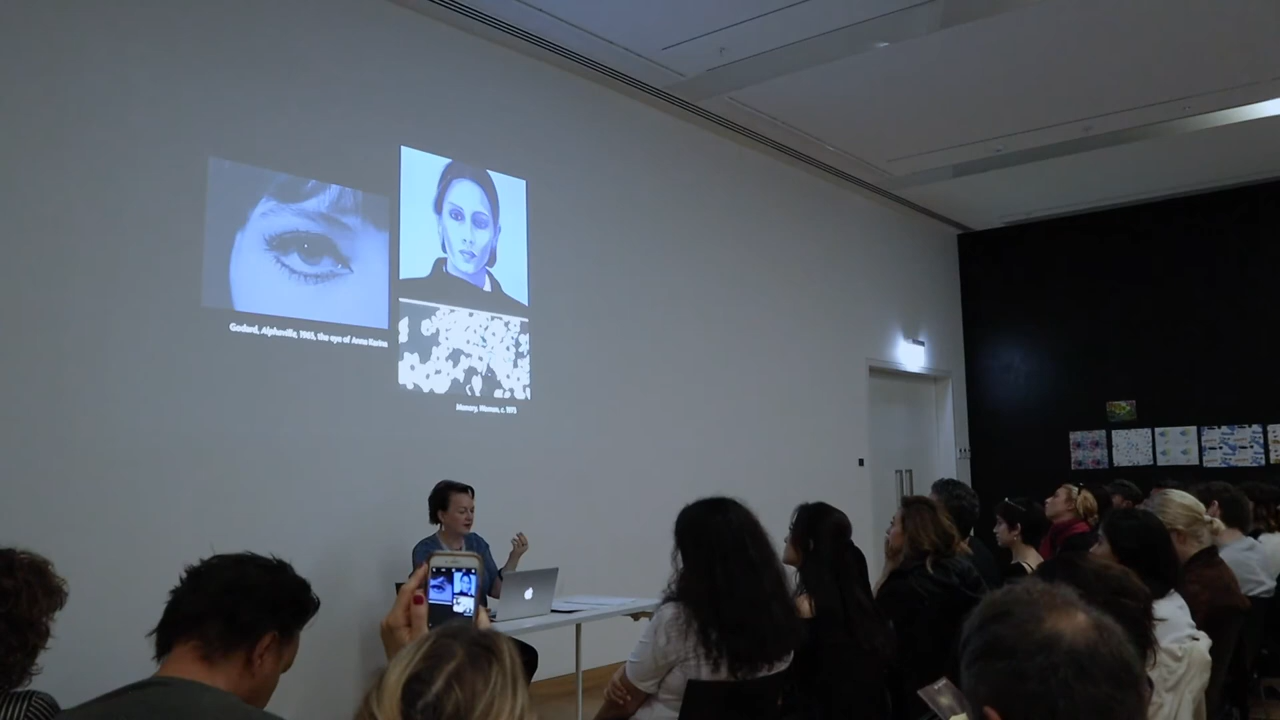 Godard, Alphaville, 1965, the eye of Anna Karina
Memory, Woman, c. 1973